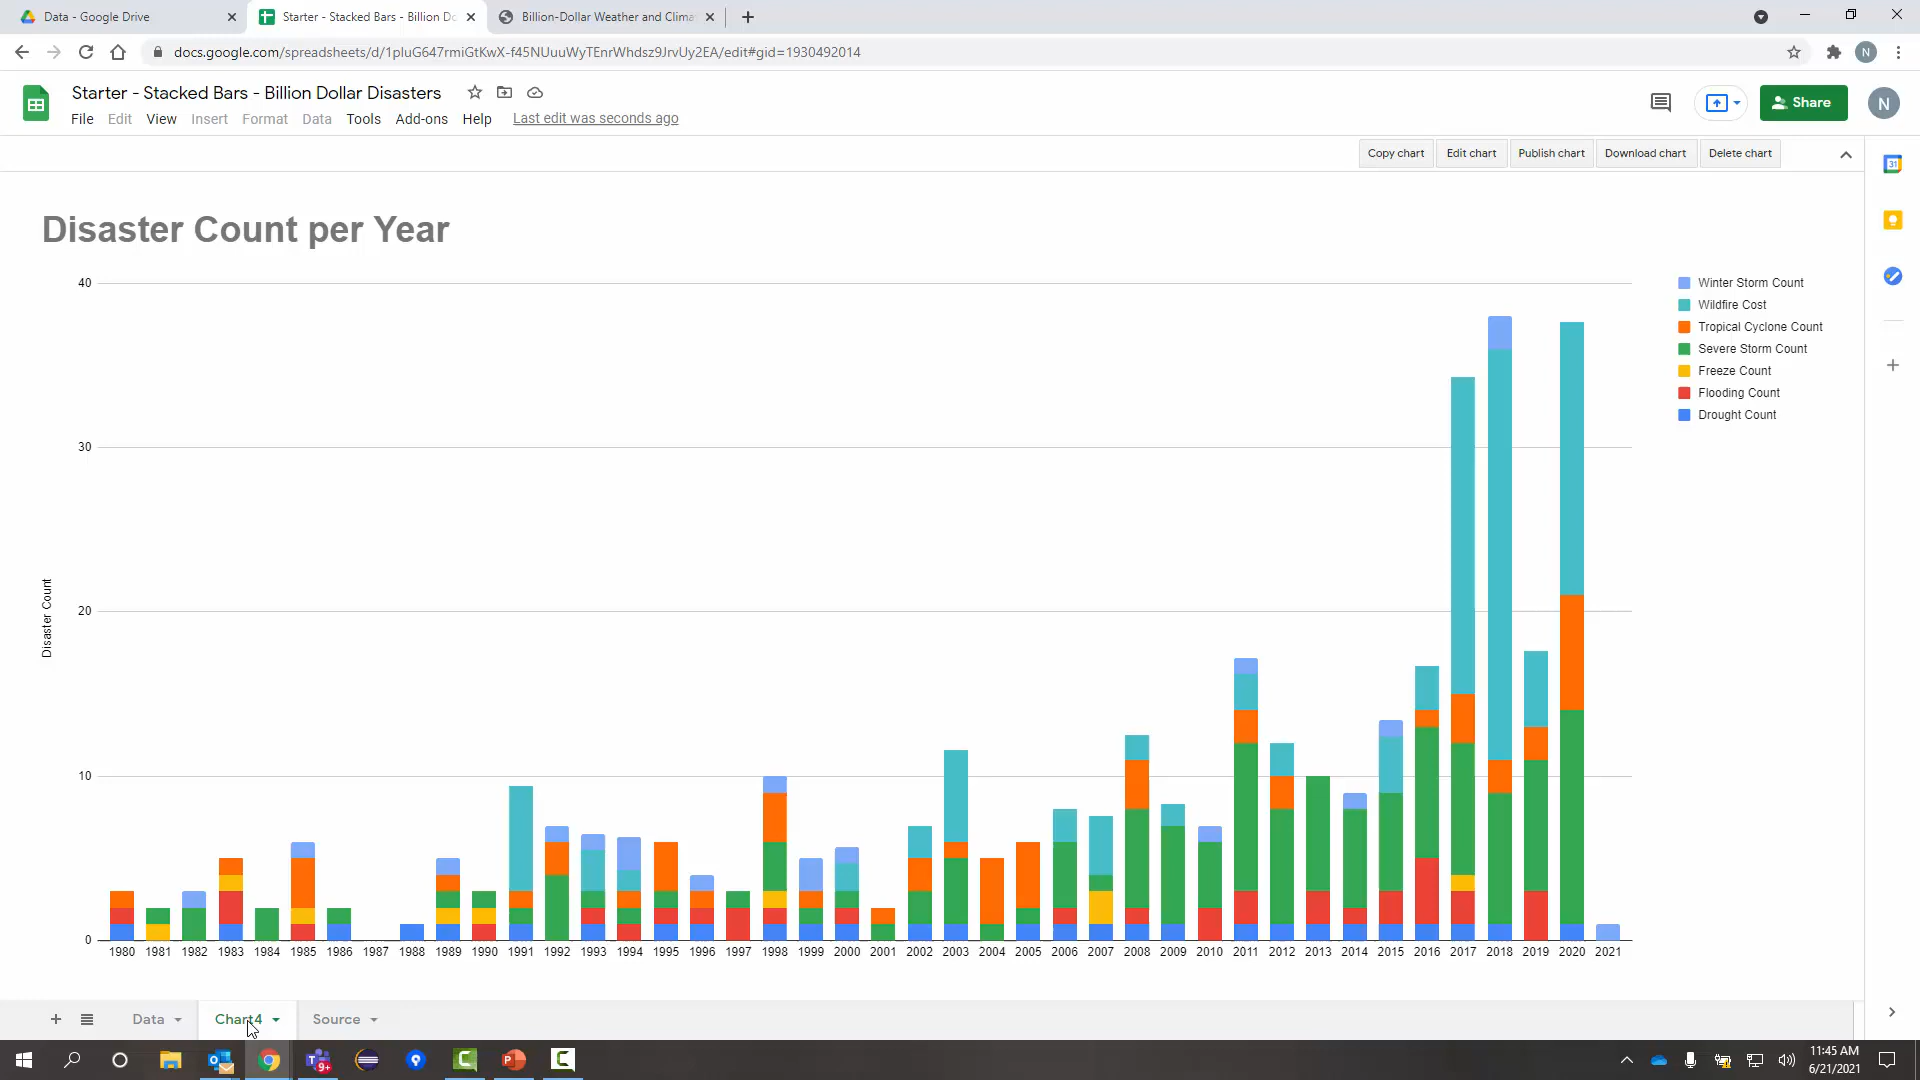 Data - Google Drive
Starter - Stacked Bars - Billion Do
Billion-Dollar Weather and Clima
docs.google.com/spreadsheets/d/1pluG647rmiGtKwX-f45NUuuWyTEnrWhdsz9JrvUy2EA/edit#gid=1930492014
N
Starter - Stacked Bars - Billion Dollar Disasters
File Edit View Insert Format Data Tools Add-ons Help Last edit was seconds ago
Share
N
Copy chart Edit chart Publish chart Download chart Delete chart
31
Disaster Count per Year
40
30
20
10
0
Disaster Count
Winter Storm Count
Wildfire Cost
Tropical Cyclone Count
Severe Storm Count
Freeze Count
Flooding Count
Drought Count
1980 1981 1982 1983 1984 1985 1986 1987 1988 1989 1990 1991 1992 1993 1994 1995 1996 1997 1998 1999 2000 2001 2002 2003 2004 2005 2006 2007 2008 2009 2010 2011 2012 2013 2014 2015 2016 2017 2018 2019 2020 2021
Data Chart4 Source
9+
11:45 AM
6/21/2021